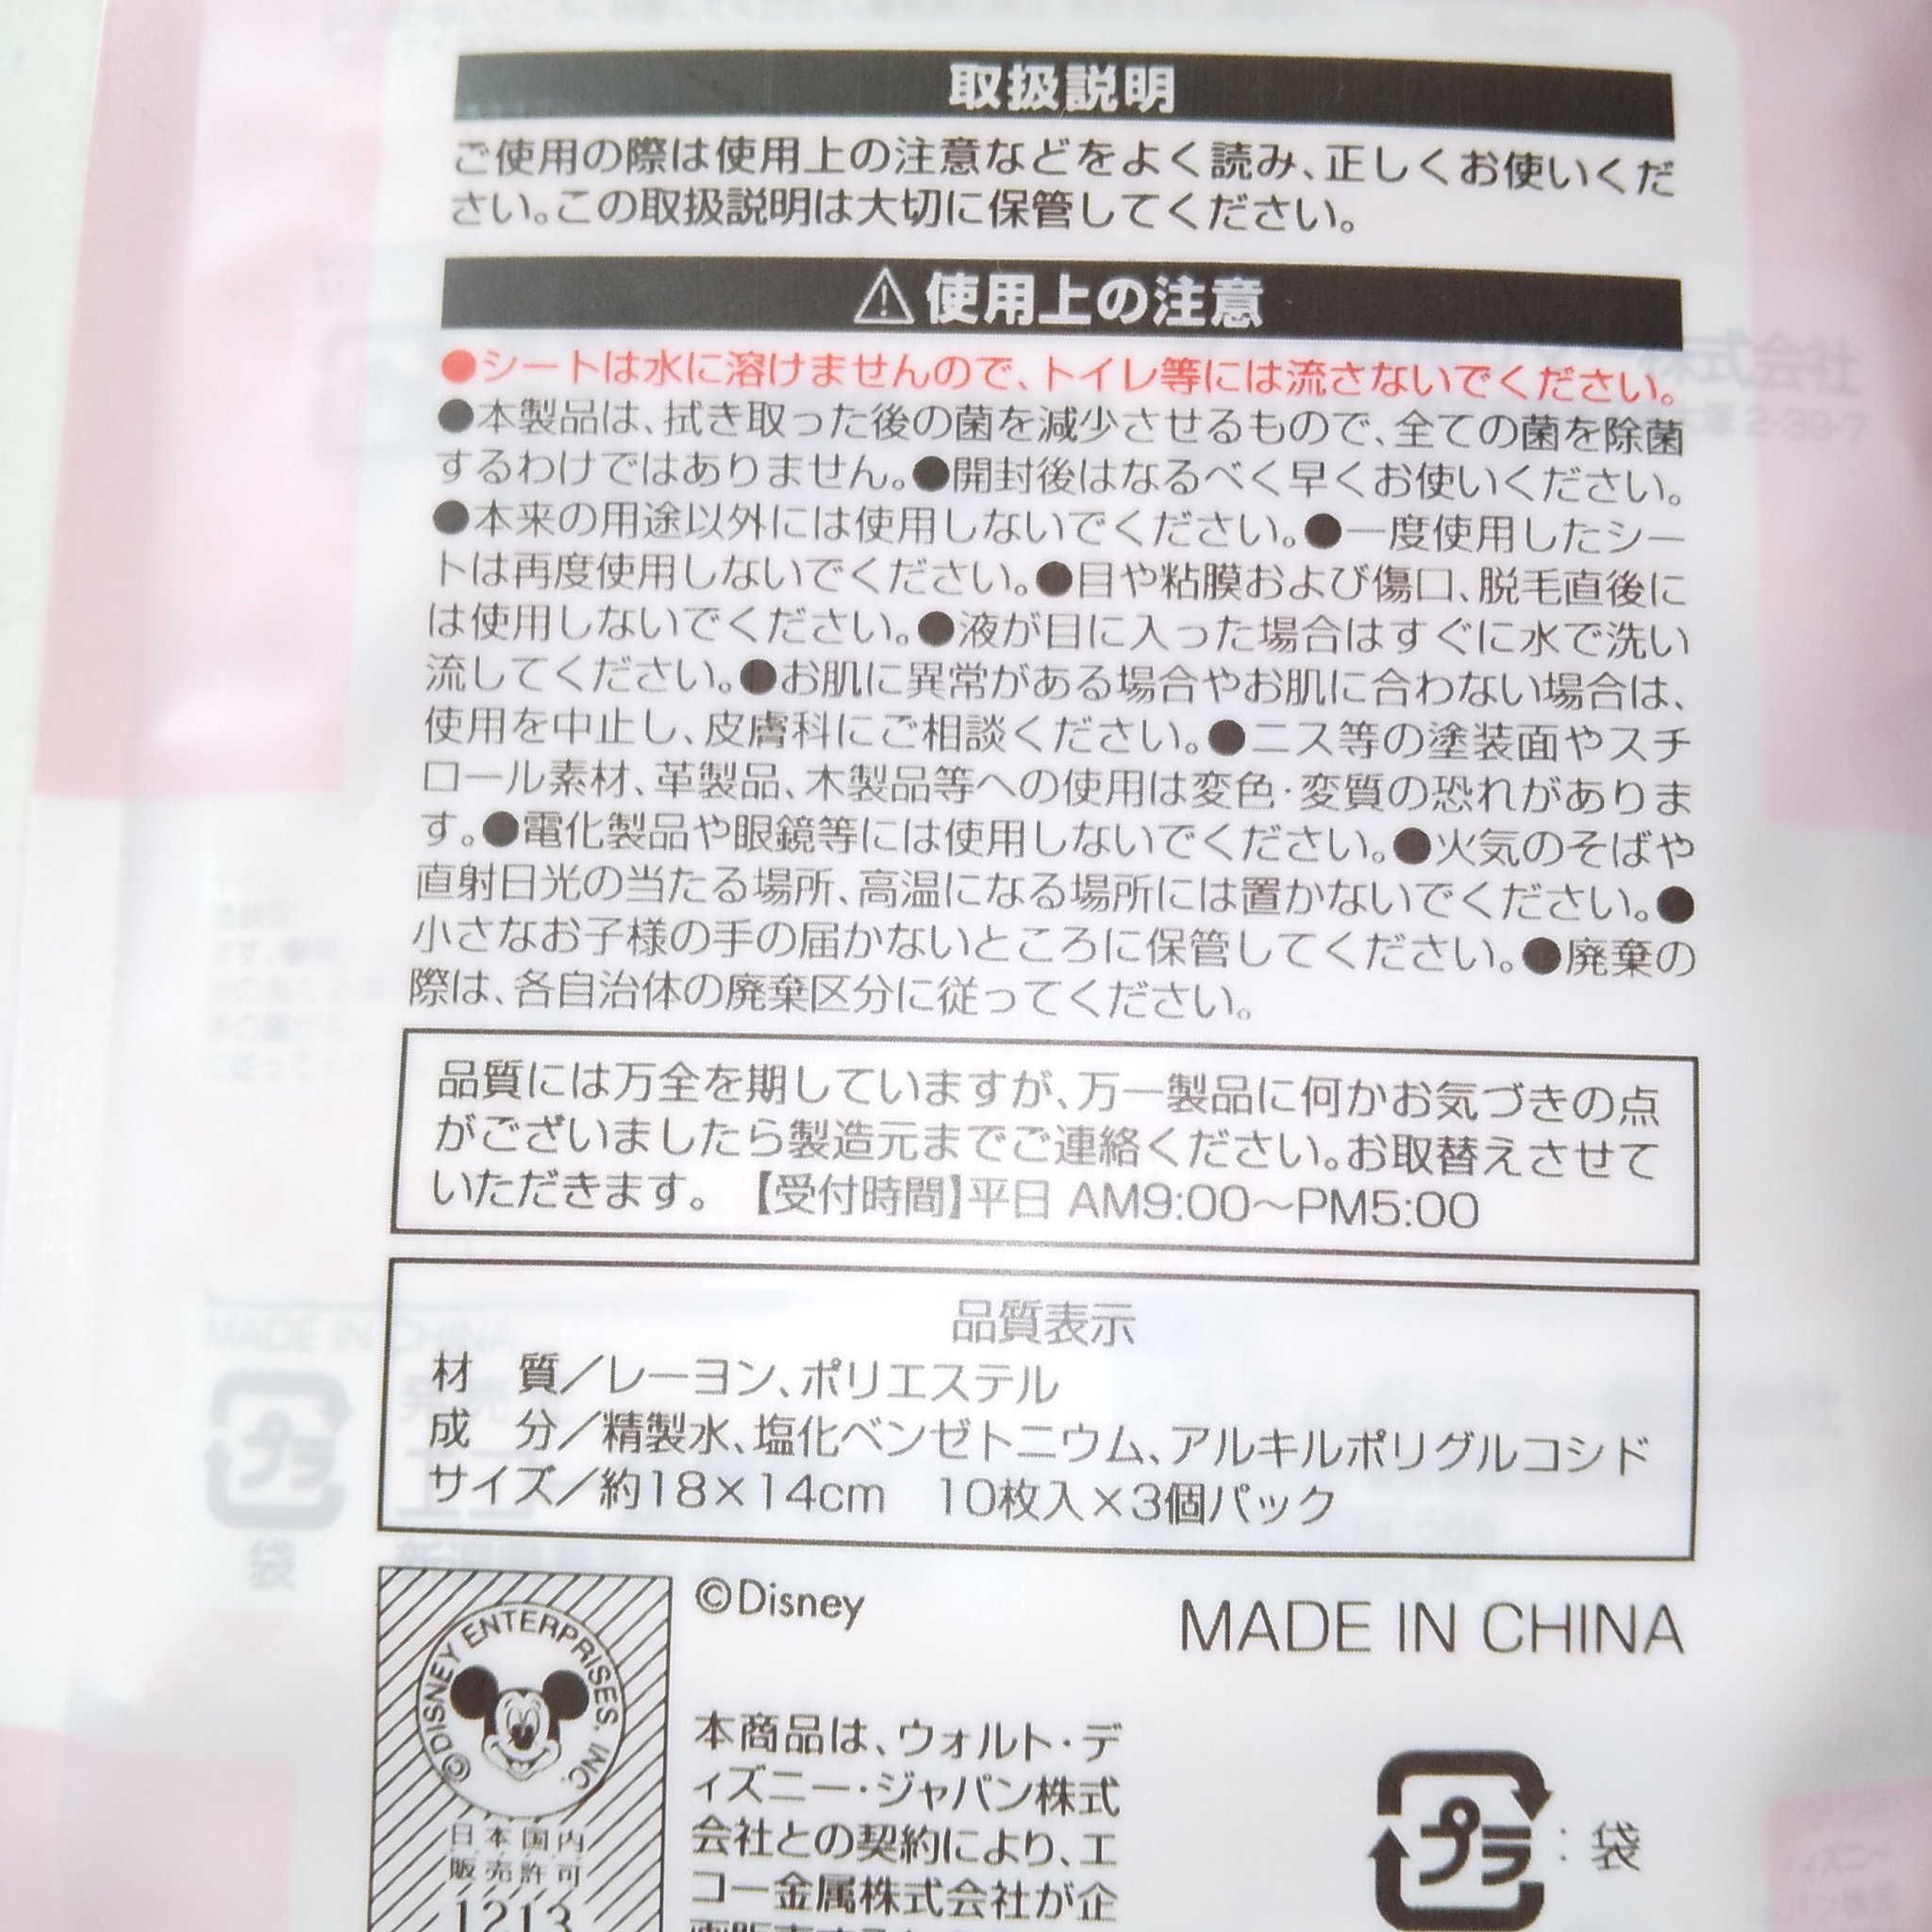 取扱説明
ご使用の際は使用上の注意などをよく読み、正しくお使いくだ
さい。この取扱説明は大切に保管してください。
⚠使用上の注意
●シートは水に溶けませんので、トイレ等には流さないでください。
●本製品は、拭き取った後の菌を減少させるもので、全ての菌を除菌
するわけではありません。●開封後はなるべく早くお使いください。
●本来の用途以外には使用しないでください。●一度使用したシー
トは再度使用しないでください。●目や粘膜および傷口、脱毛直後に
は使用しないでください。●液が目に入った場合はすぐに水で洗い
流してください。●お肌に異常がある場合やお肌に合わない場合は、
使用を中止し、皮膚科にご相談ください。●ニス等の塗装面やスチ
ロール素材、革製品、木製品等への使用は変色・変質の恐れがありま
す。●電化製品や眼鏡等には使用しないでください。●火気のそばや
直射日光の当たる場所、高温になる場所には置かないでください。●
小さなお子様の手の届かないところに保管してください。●廃棄の
際は、各自治体の廃棄区分に従ってください。
品質には万全を期していますが、万一製品に何かお気づきの点
がございましたら製造元までご連絡ください。お取替えさせて
いただきます。【受付時間】平日 AM9:00〜PM5:00
品質表示
材　質／レーヨン、ポリエステル
成　分／精製水、塩化ベンゼトニウム、アルキルポリグルコシド
サイズ／約18×14cm　10枚入×3個パック
©Disney
MADE IN CHINA
©DISNEY ENTERPRISES, INC.
日本国内
販売許可
1213
本商品は、ウォルト・デ
ィズニー・ジャパン株式
会社との契約により、エ
コー金属株式会社が企
プラ：袋
株式会社
大塚2-39-7
MADE IN CHINA
プラ
袋